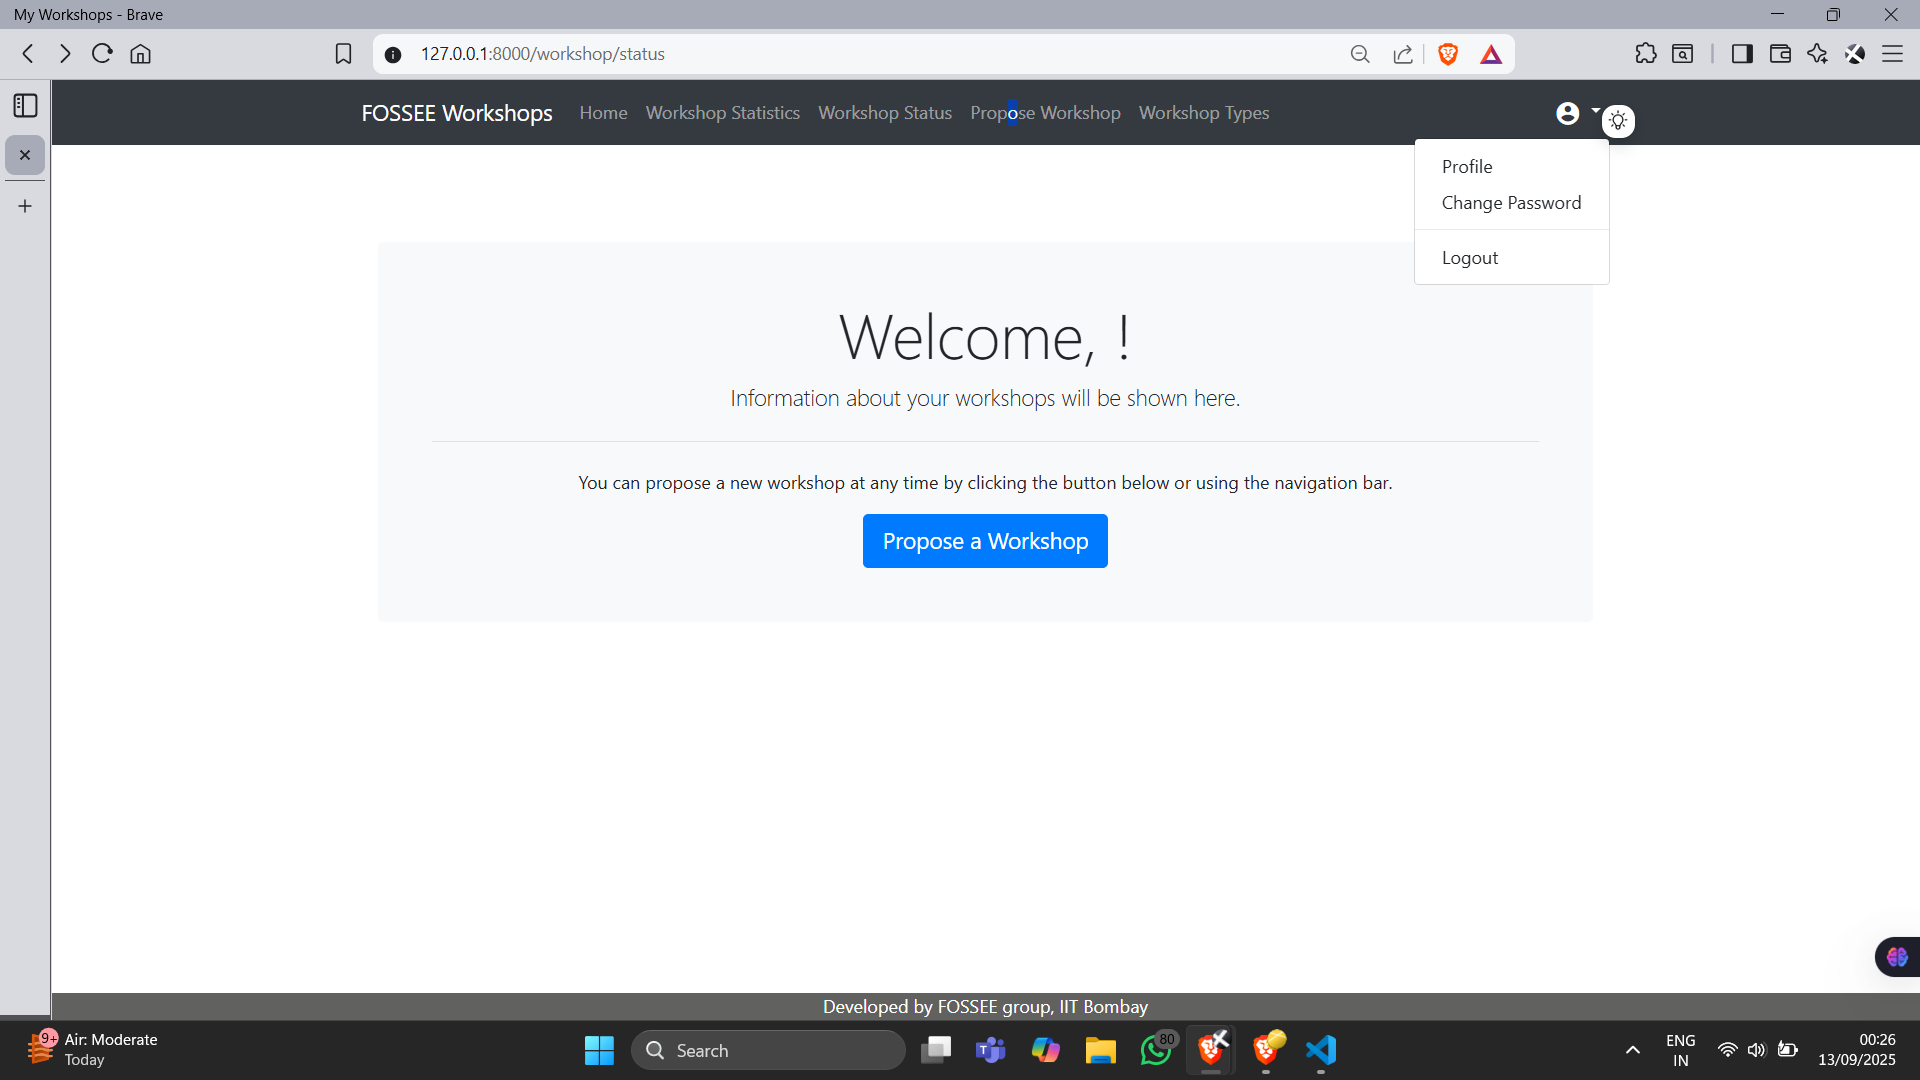 My Workshops - Brave
127.0.0.1:8000/workshop/status
FOSSEE Workshops Home Workshop Statistics Workshop Status Propose Workshop Workshop Types
Profile
Change Password
Logout
Welcome, !
Information about your workshops will be shown here.
You can propose a new workshop at any time by clicking the button below or using the navigation bar.
Propose a Workshop
Developed by FOSSEE group, IIT Bombay
9+ Air: Moderate
Today
Search
80
ENG
IN
00:26
13/09/2025